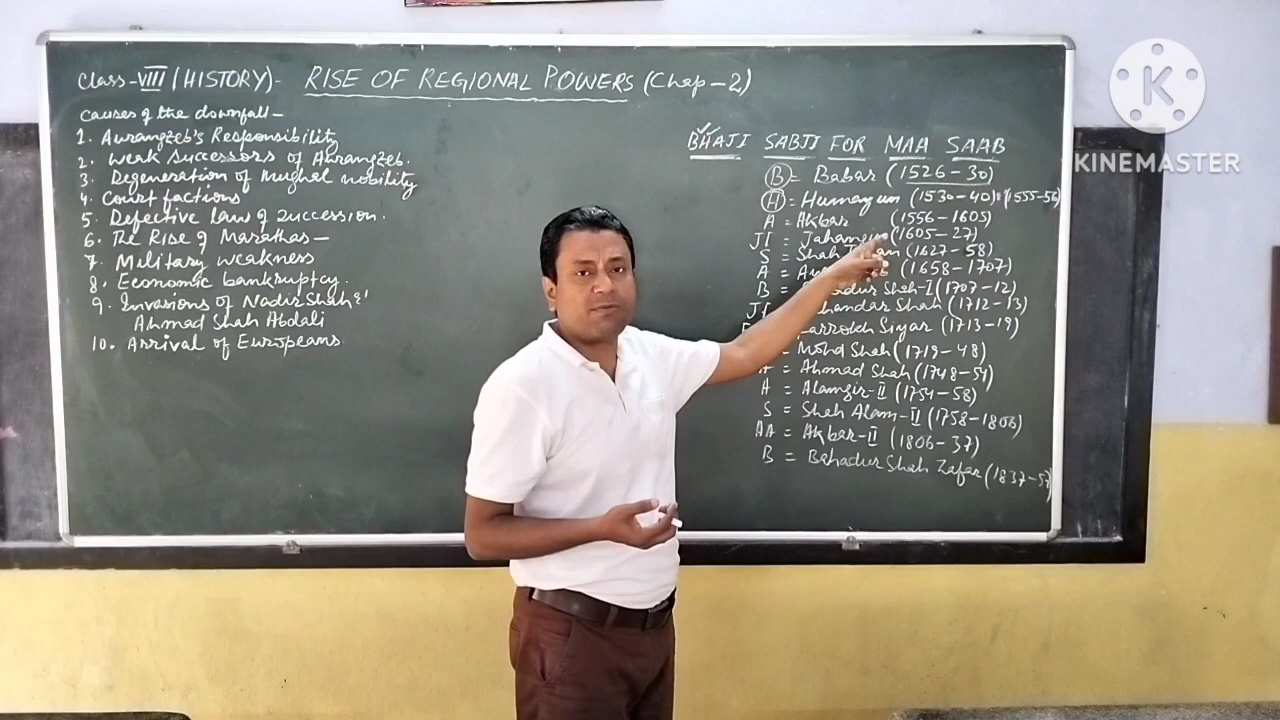 Class-VIII (HISTORY)- RISE OF REGIONAL POWERS (Chap-2)
causes of the downfall-
1. Aurangzeb's Responsibility
2. Weak successors of Aurangzeb.
3. Degeneration of Mughal nobility
4. Court factions
5. Defective law of succession.
6. The Rise of Marathas-
7. Military weakness
8. Economic bankruptcy.
9. Invasions of Nadir Shah &
Ahmad Shah Abdali
10. Arrival of Europeans
BHAJI SABJI FOR MAA SAAB
B = Babar (1526-30)
H = Humayun (1530-40) & (1555-56)
A = Akbar (1556-1605)
JI = Jahangir (1605-27)
S = Shah (1627-58)
A = (1658-1707)
B = Shah-I (1707-12)
Shah (1712-13)
Siyar (1713-19)
= Mohd Shah (1719-48)
= Ahmad Shah (1748-54)
A = Alamgir-II (1754-58)
S = Shah Alam-II (1758-1806)
AA = Akbar-II (1806-37)
B = Bahadur Shah Zafar (1837-57)
K
KINEMASTER